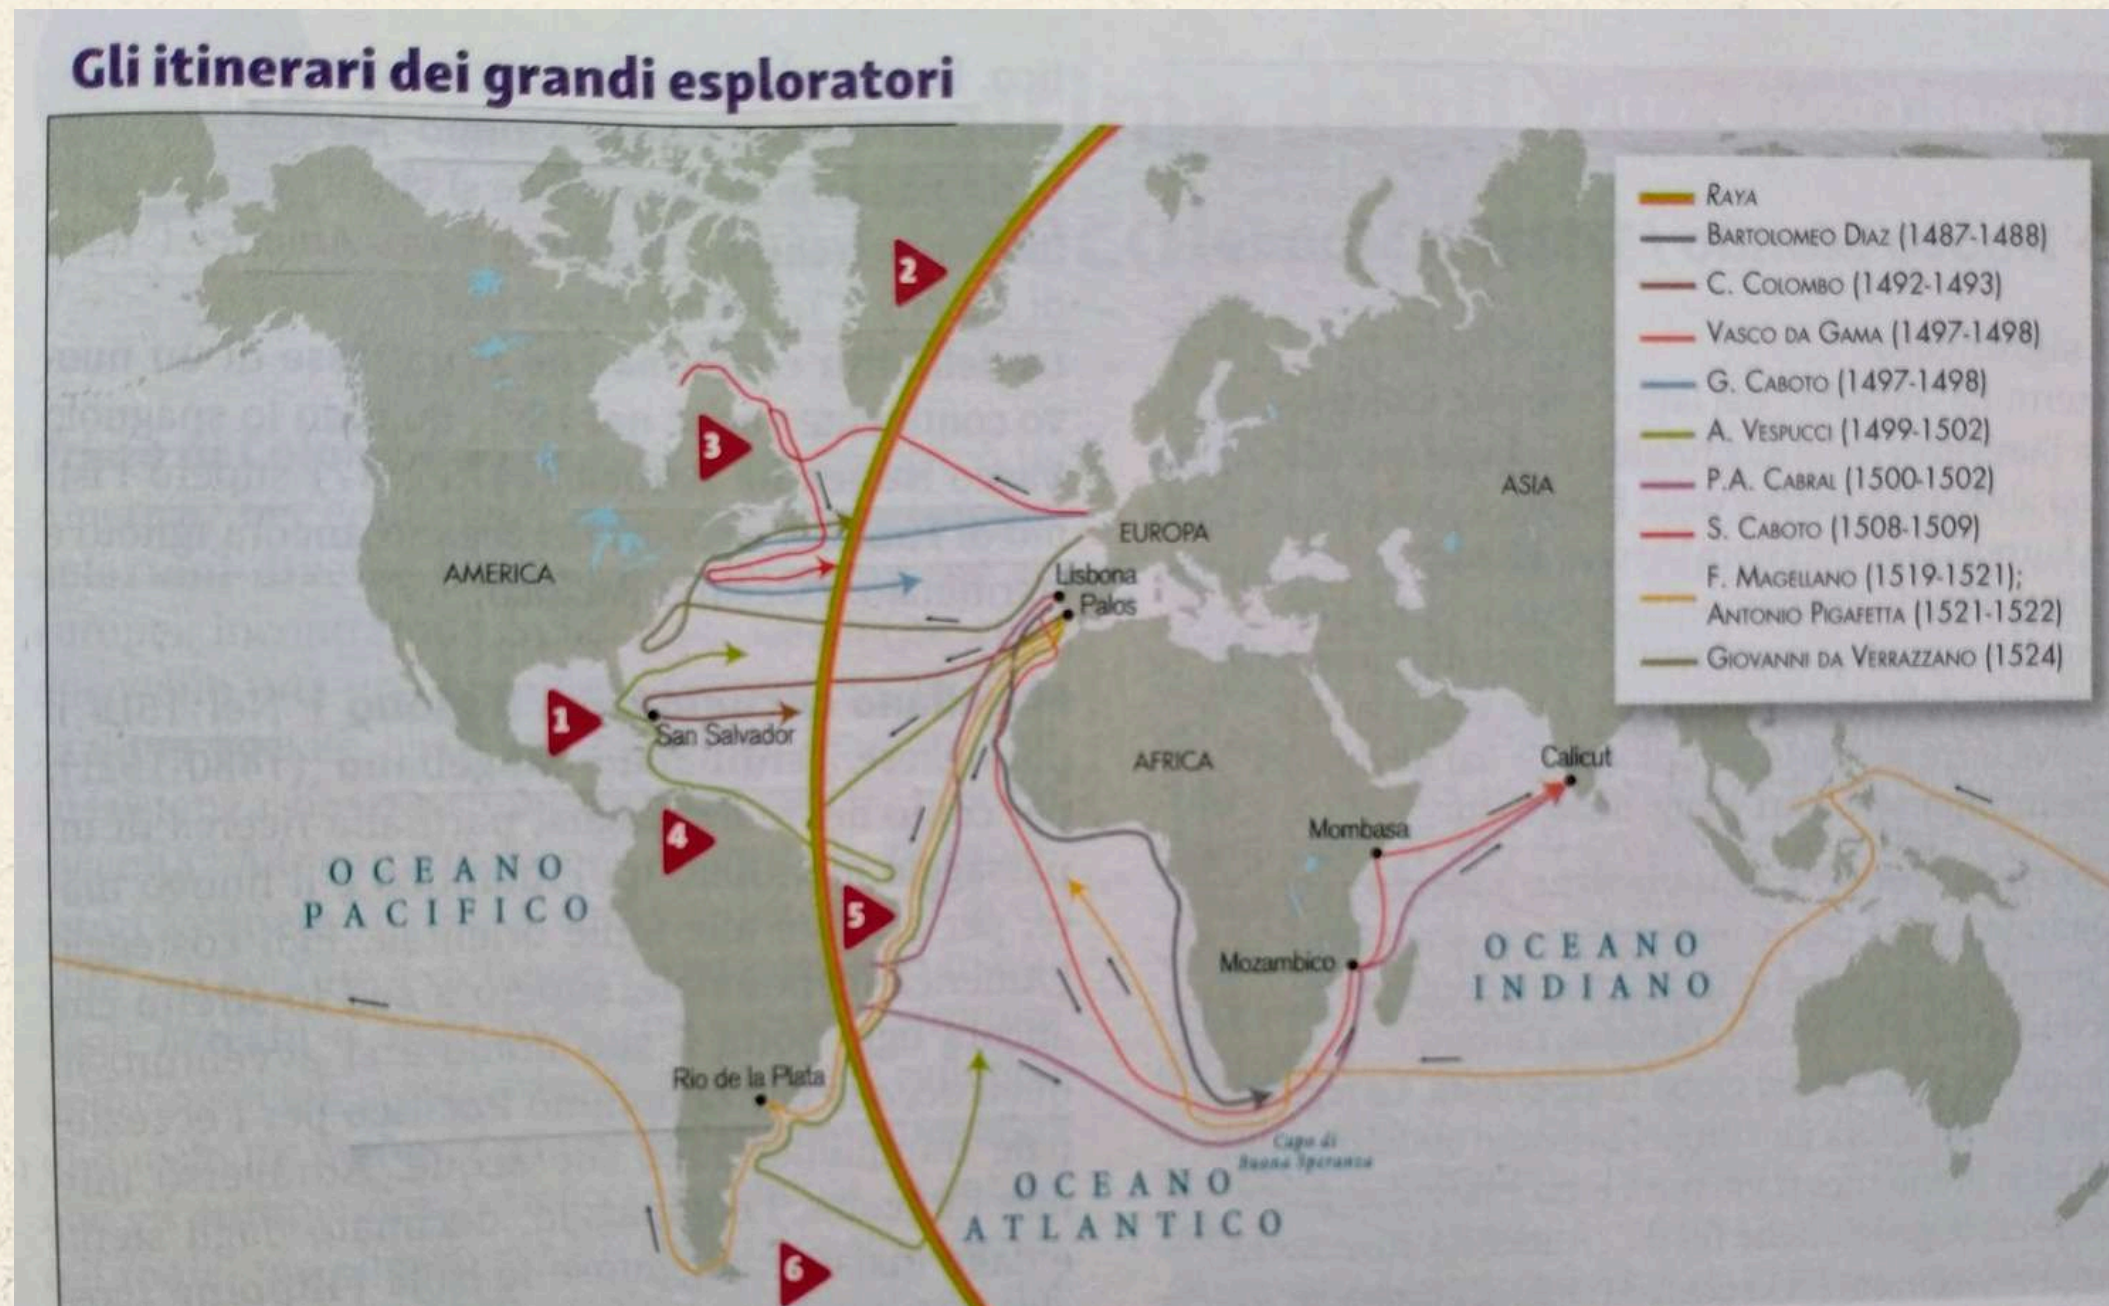 Gli itinerari dei grandi esploratori
RAYA
BARTOLOMEO DIAZ (1487-1488)
C. COLOMBO (1492-1493)
VASCO DA GAMA (1497-1498)
G. CABOTO (1497-1498)
A. VESPUCCI (1499-1502)
P.A. CABRAL (1500-1502)
S. CABOTO (1508-1509)
F. MAGELLANO (1519-1521);
ANTONIO PIGAFETTA (1521-1522)
GIOVANNI DA VERRAZZANO (1524)
2
3
ASIA
EUROPA
AMERICA
Lisbona
Palos
1
San Salvador
AFRICA
Calicut
Mombasa
4
OCEANO
PACIFICO
5
Mozambico
OCEANO
INDIANO
Rio de la Plata
Capo di
Buona Speranza
OCEANO
ATLANTICO
6